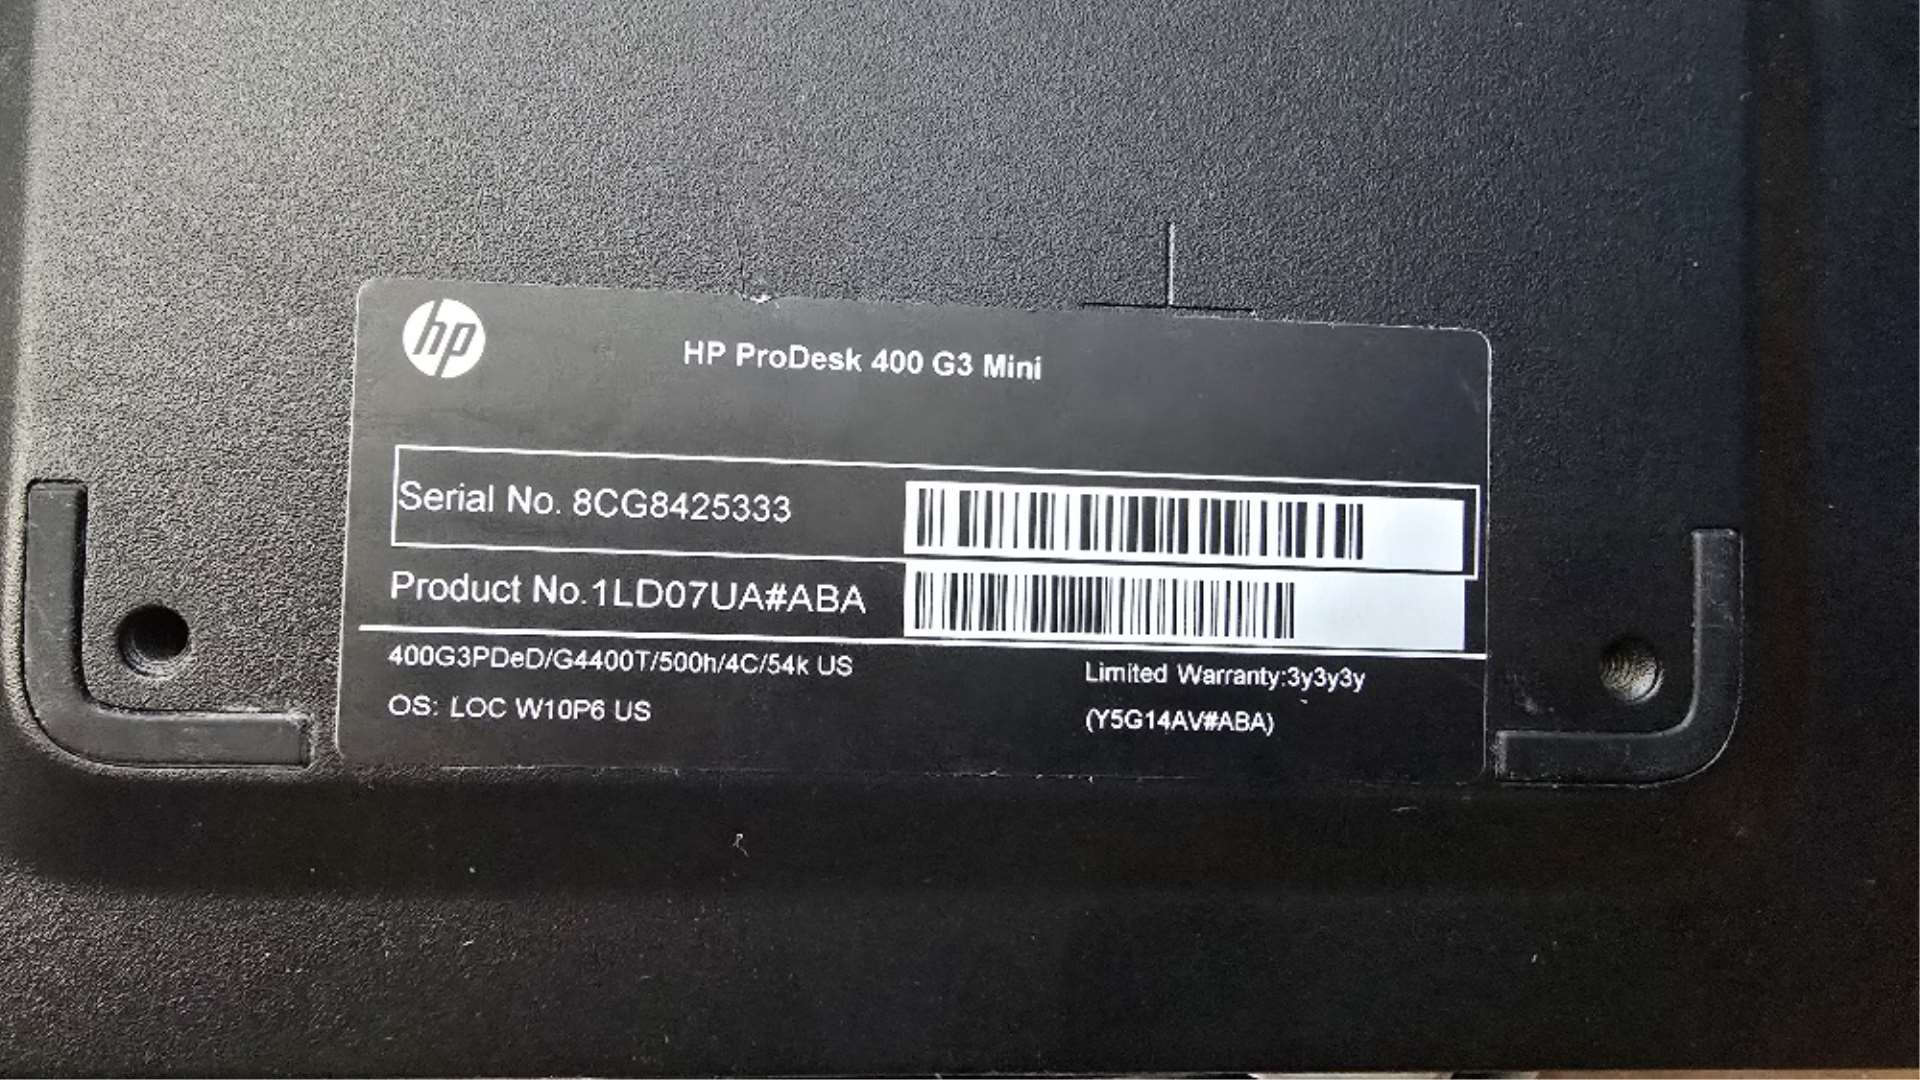 hp
HP ProDesk 400 G3 Mini
Serial No. 8CG8425333
Product No.1LD07UA#ABA
400G3PDeD/G4400T/500h/4C/54k US
Limited Warranty:3y3y3y
OS: LOC W10P6 US
(Y5G14AV#ABA)